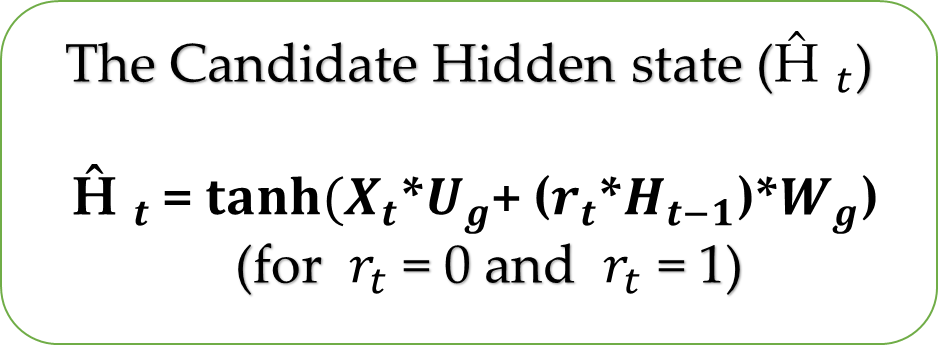 The Candidate Hidden state (Ĥ t)
Ĥ t = tanh(Xt*Ug+ (rt*Ht−1)*Wg)
(for rt = 0 and rt = 1)